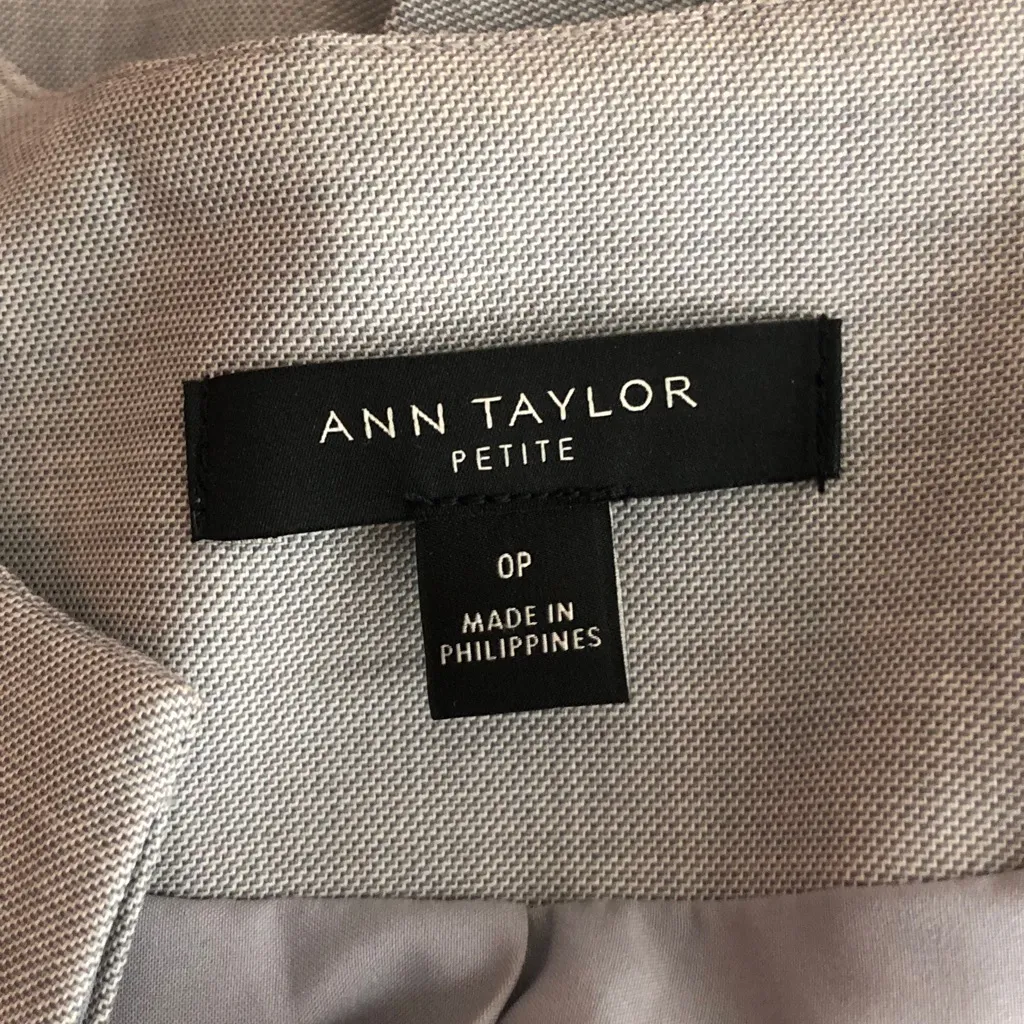 ANN TAYLOR
PETITE
0P
MADE IN
PHILIPPINES